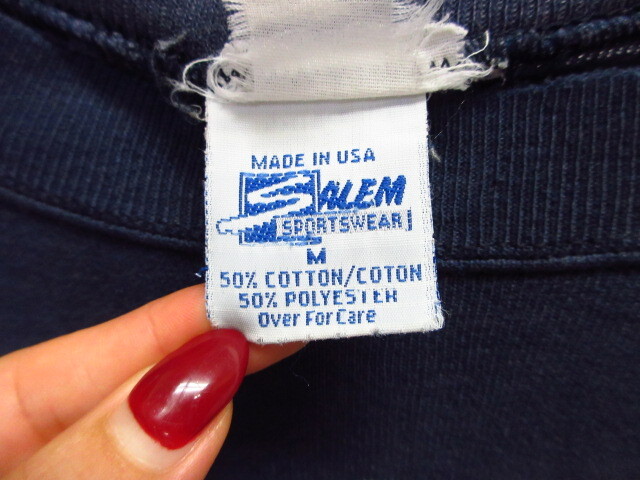 MADE IN USA
SALEM
SPORTSWEAR
M
50% COTTON/COTON
50% POLYESTER
Over For Care